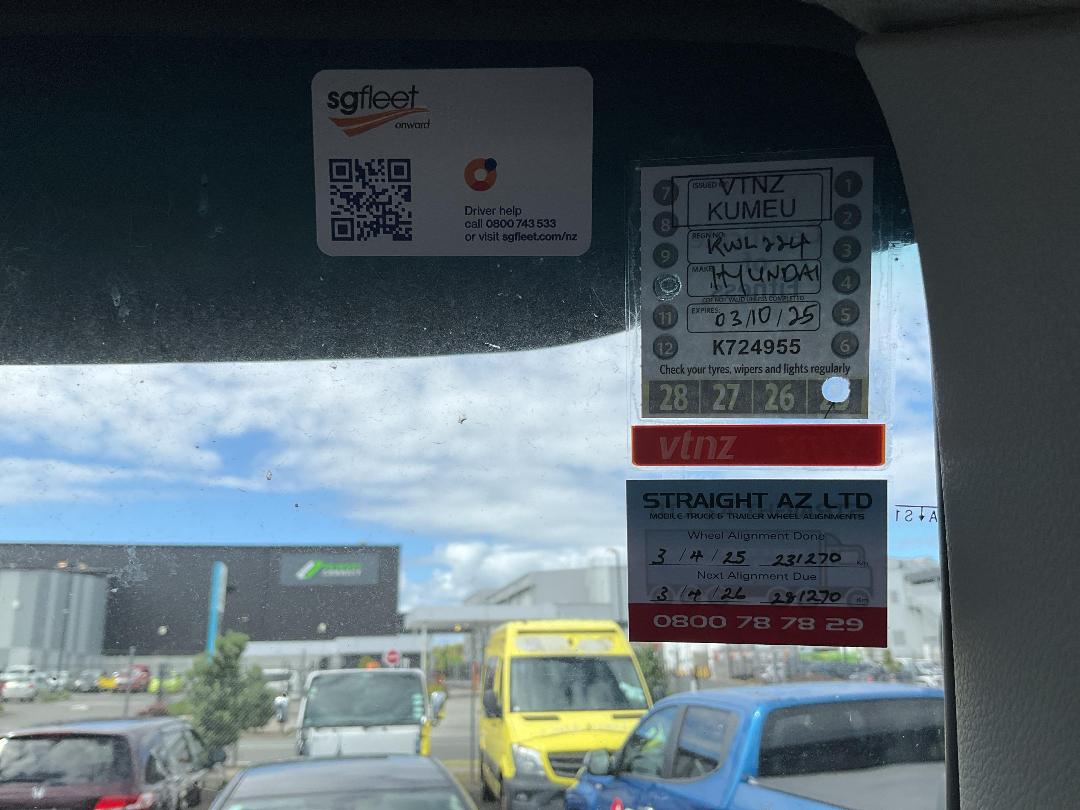 sgfleet
onward
Driver help
call 0800 743 533
or visit sgfleet.com/nz
ISSUED BY VTNZ
KUMEU
REGN NO.
KWL224
MAKE HYUNDAI
COF NOT VALID UNLESS COMPLETED
EXPIRES: 03/10/25
K724955
7
8
9
11
12
1
2
3
4
5
6
Check your tyres, wipers and lights regularly
28 27 26
vtnz
STRAIGHT AZ LTD
MOBILE TRUCK & TRAILER WHEEL ALIGNMENTS
Wheel Alignment Done
3 / 4 / 25 231270 Km
Next Alignment Due
3 / 4 / 26 281270 Km
0800 78 78 29